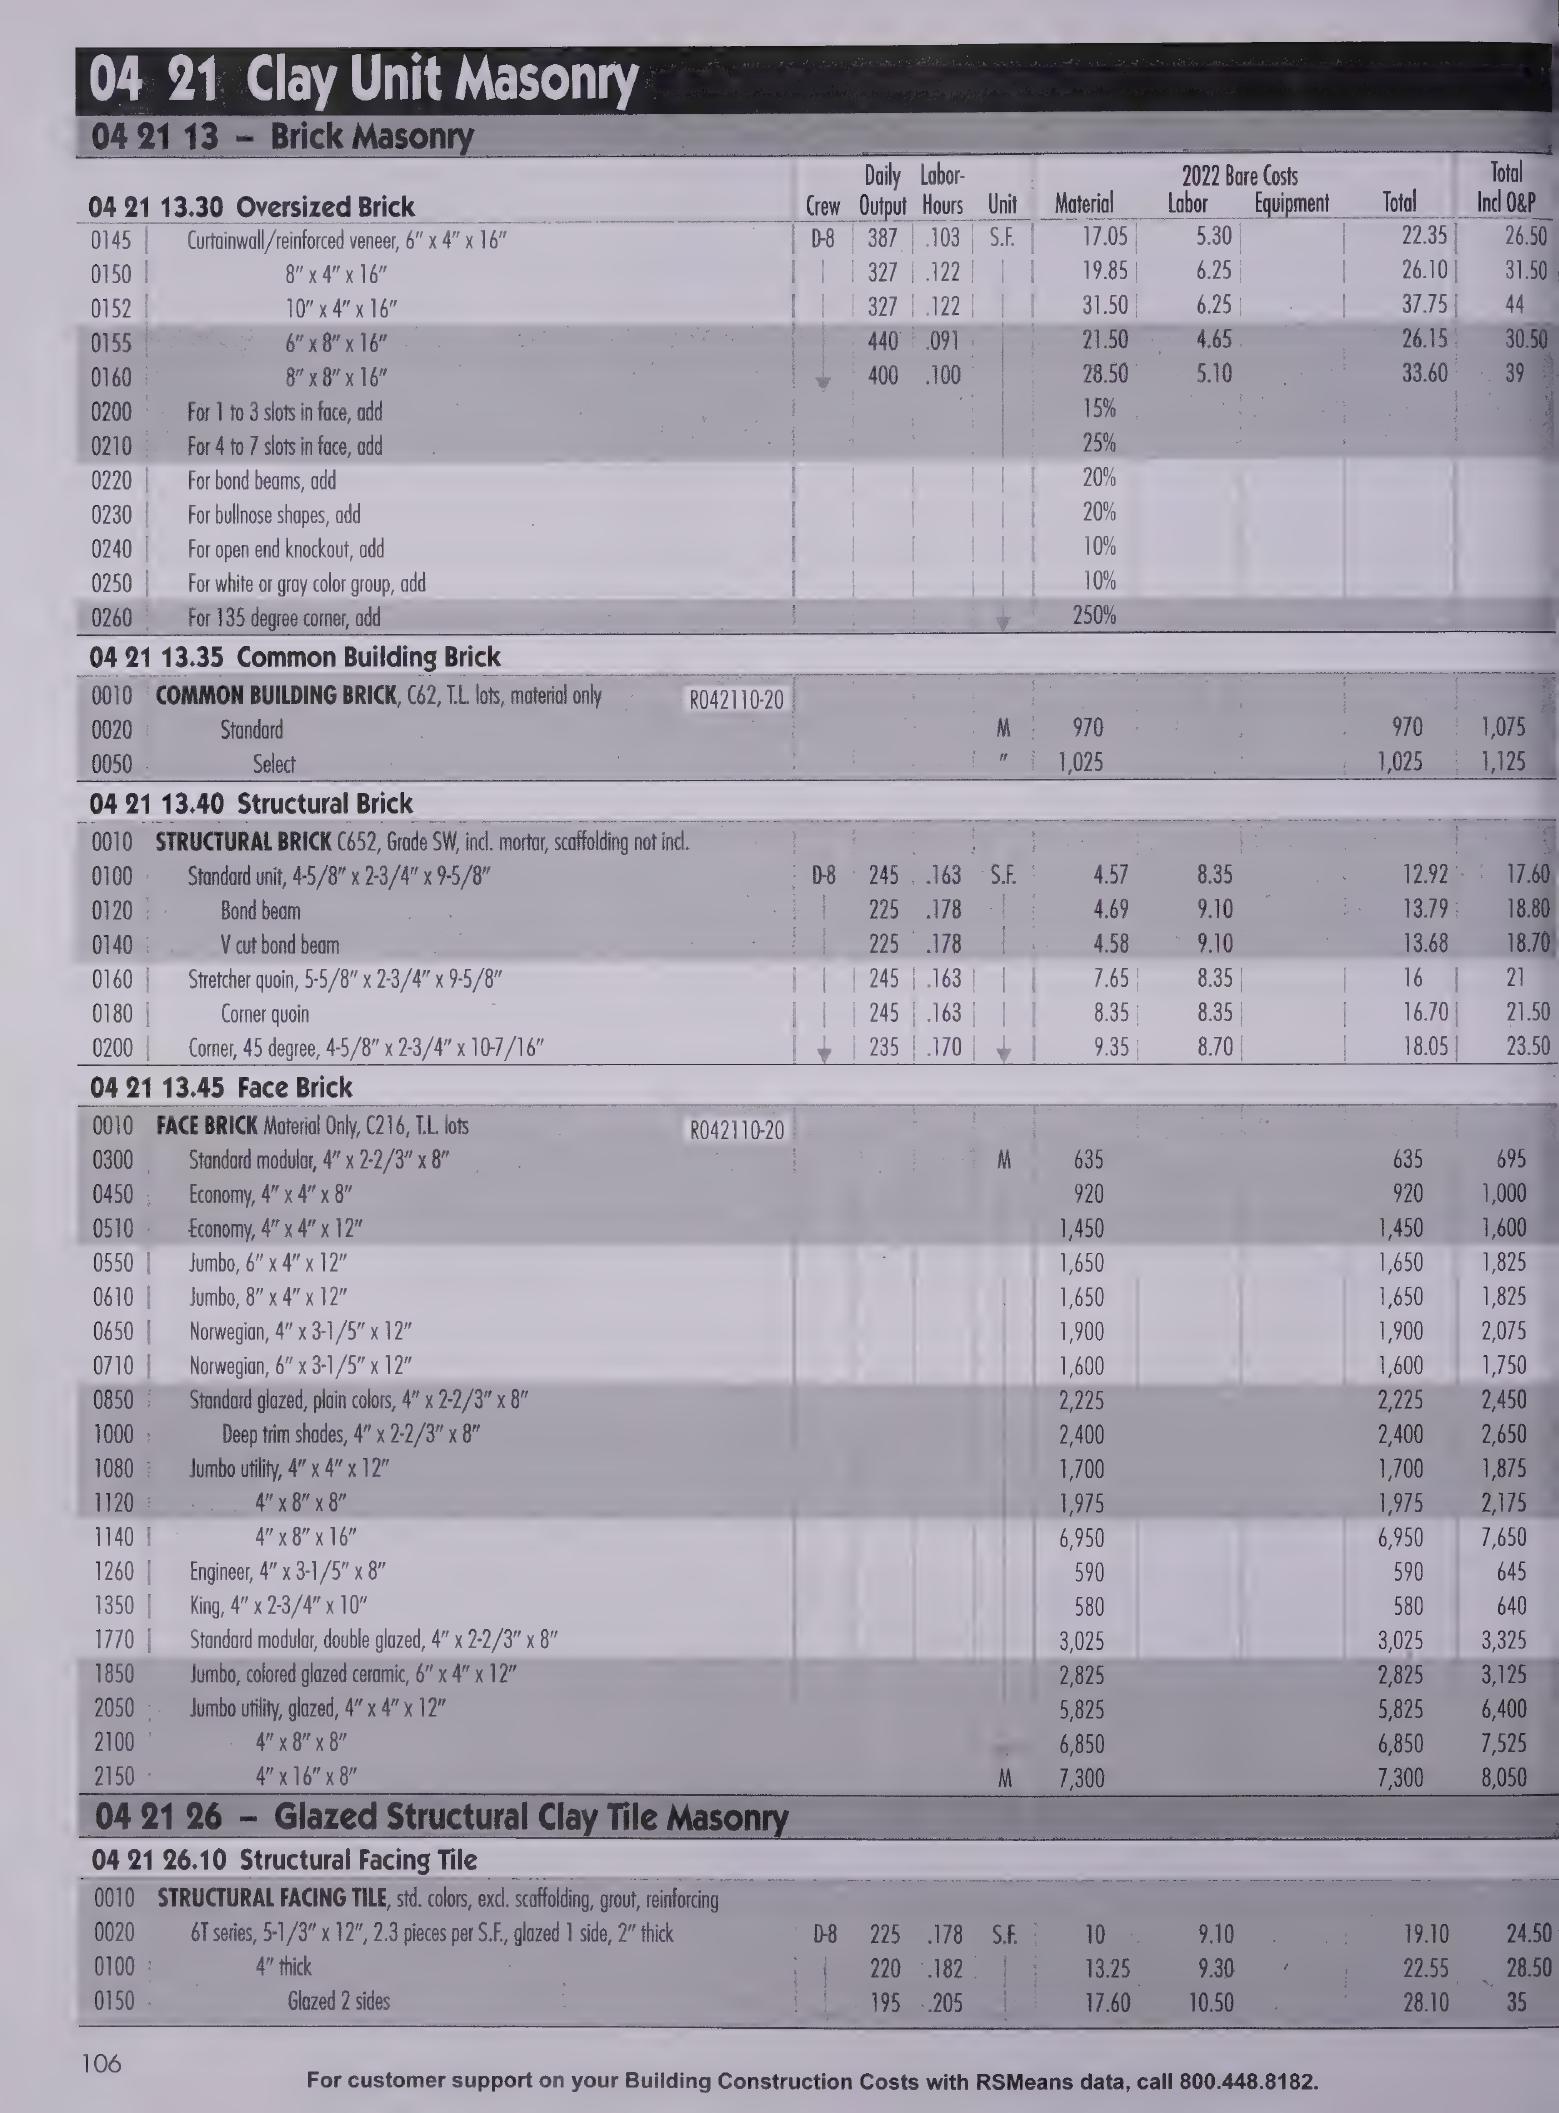 04 21 Clay Unit Masonry
04 21 13 – Brick Masonry
Daily Labor- 2022 Bare Costs Total
04 21 13.30 Oversized Brick Crew Output Hours Unit Material Labor Equipment Total Incl O&P
0145 Curtainwall/reinforced veneer, 6" x 4" x 16" D-8 387 .103 S.F. 17.05 5.30 22.35 26.50
0150 8" x 4" x 16" 327 .122 19.85 6.25 26.10 31.50
0152 10" x 4" x 16" 327 .122 31.50 6.25 37.75 44
0155 6" x 8" x 16" 440 .091 21.50 4.65 26.15 30.50
0160 8" x 8" x 16" 400 .100 28.50 5.10 33.60 39
0200 For 1 to 3 slots in face, add 15%
0210 For 4 to 7 slots in face, add 25%
0220 For bond beams, add 20%
0230 For bullnose shapes, add 20%
0240 For open end knockout, add 10%
0250 For white or gray color group, add 10%
0260 For 135 degree corner, add 250%
04 21 13.35 Common Building Brick
0010 COMMON BUILDING BRICK, C62, T.L. lots, material only R042110-20
0020 Standard M 970 970 1,075
0050 Select " 1,025 1,025 1,125
04 21 13.40 Structural Brick
0010 STRUCTURAL BRICK C652, Grade SW, incl. mortar, scaffolding not incl.
0100 Standard unit, 4-5/8" x 2-3/4" x 9-5/8" D-8 245 .163 S.F. 4.57 8.35 12.92 17.60
0120 Bond beam 225 .178 4.69 9.10 13.79 18.80
0140 V cut bond beam 225 .178 4.58 9.10 13.68 18.70
0160 Stretcher quoin, 5-5/8" x 2-3/4" x 9-5/8" 245 .163 7.65 8.35 16 21
0180 Corner quoin 245 .163 8.35 8.35 16.70 21.50
0200 Corner, 45 degree, 4-5/8" x 2-3/4" x 10-7/16" 235 .170 9.35 8.70 18.05 23.50
04 21 13.45 Face Brick
0010 FACE BRICK Material Only, C216, T.L. lots R042110-20
0300 Standard modular, 4" x 2-2/3" x 8" M 635 635 695
0450 Economy, 4" x 4" x 8" 920 920 1,000
0510 Economy, 4" x 4" x 12" 1,450 1,450 1,600
0550 Jumbo, 6" x 4" x 12" 1,650 1,650 1,825
0610 Jumbo, 8" x 4" x 12" 1,650 1,650 1,825
0650 Norwegian, 4" x 3-1/5" x 12" 1,900 1,900 2,075
0710 Norwegian, 6" x 3-1/5" x 12" 1,600 1,600 1,750
0850 Standard glazed, plain colors, 4" x 2-2/3" x 8" 2,225 2,225 2,450
1000 Deep trim shades, 4" x 2-2/3" x 8" 2,400 2,400 2,650
1080 Jumbo utility, 4" x 4" x 12" 1,700 1,700 1,875
1120 4" x 8" x 8" 1,975 1,975 2,175
1140 4" x 8" x 16" 6,950 6,950 7,650
1260 Engineer, 4" x 3-1/5" x 8" 590 590 645
1350 King, 4" x 2-3/4" x 10" 580 580 640
1770 Standard modular, double glazed, 4" x 2-2/3" x 8" 3,025 3,025 3,325
1850 Jumbo, colored glazed ceramic, 6" x 4" x 12" 2,825 2,825 3,125
2050 Jumbo utility, glazed, 4" x 4" x 12" 5,825 5,825 6,400
2100 4" x 8" x 8" 6,850 6,850 7,525
2150 4" x 16" x 8" M 7,300 7,300 8,050
04 21 26 – Glazed Structural Clay Tile Masonry
04 21 26.10 Structural Facing Tile
0010 STRUCTURAL FACING TILE, std. colors, excl. scaffolding, grout, reinforcing
0020 6T series, 5-1/3" x 12", 2.3 pieces per S.F., glazed 1 side, 2" thick D-8 225 .178 S.F. 10 9.10 19.10 24.50
0100 4" thick 220 .182 13.25 9.30 22.55 28.50
0150 Glazed 2 sides 195 .205 17.60 10.50 28.10 35
106
For customer support on your Building Construction Costs with RSMeans data, call 800.448.8182.